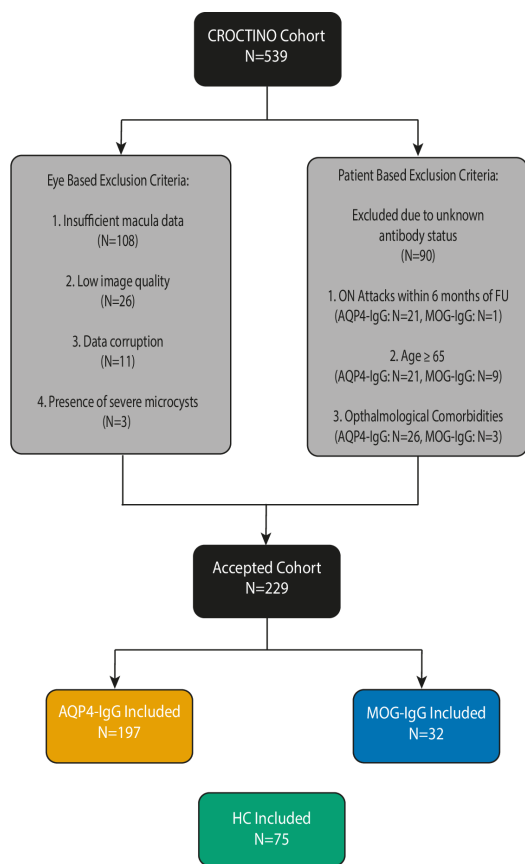 CROCTINO Cohort
N=539
Eye Based Exclusion Criteria:
1. Insufficient macula data
(N=108)
2. Low image quality
(N=26)
3. Data corruption
(N=11)
4. Presence of severe microcysts
(N=3)
Patient Based Exclusion Criteria:
Excluded due to unknown
antibody status
(N=90)
1. ON Attacks within 6 months of FU
(AQP4-IgG: N=21, MOG-IgG: N=1)
2. Age ≥ 65
(AQP4-IgG: N=21, MOG-IgG: N=9)
3. Opthalmological Comorbidities
(AQP4-IgG: N=26, MOG-IgG: N=3)
Accepted Cohort
N=229
AQP4-IgG Included
N=197
MOG-IgG Included
N=32
HC Included
N=75